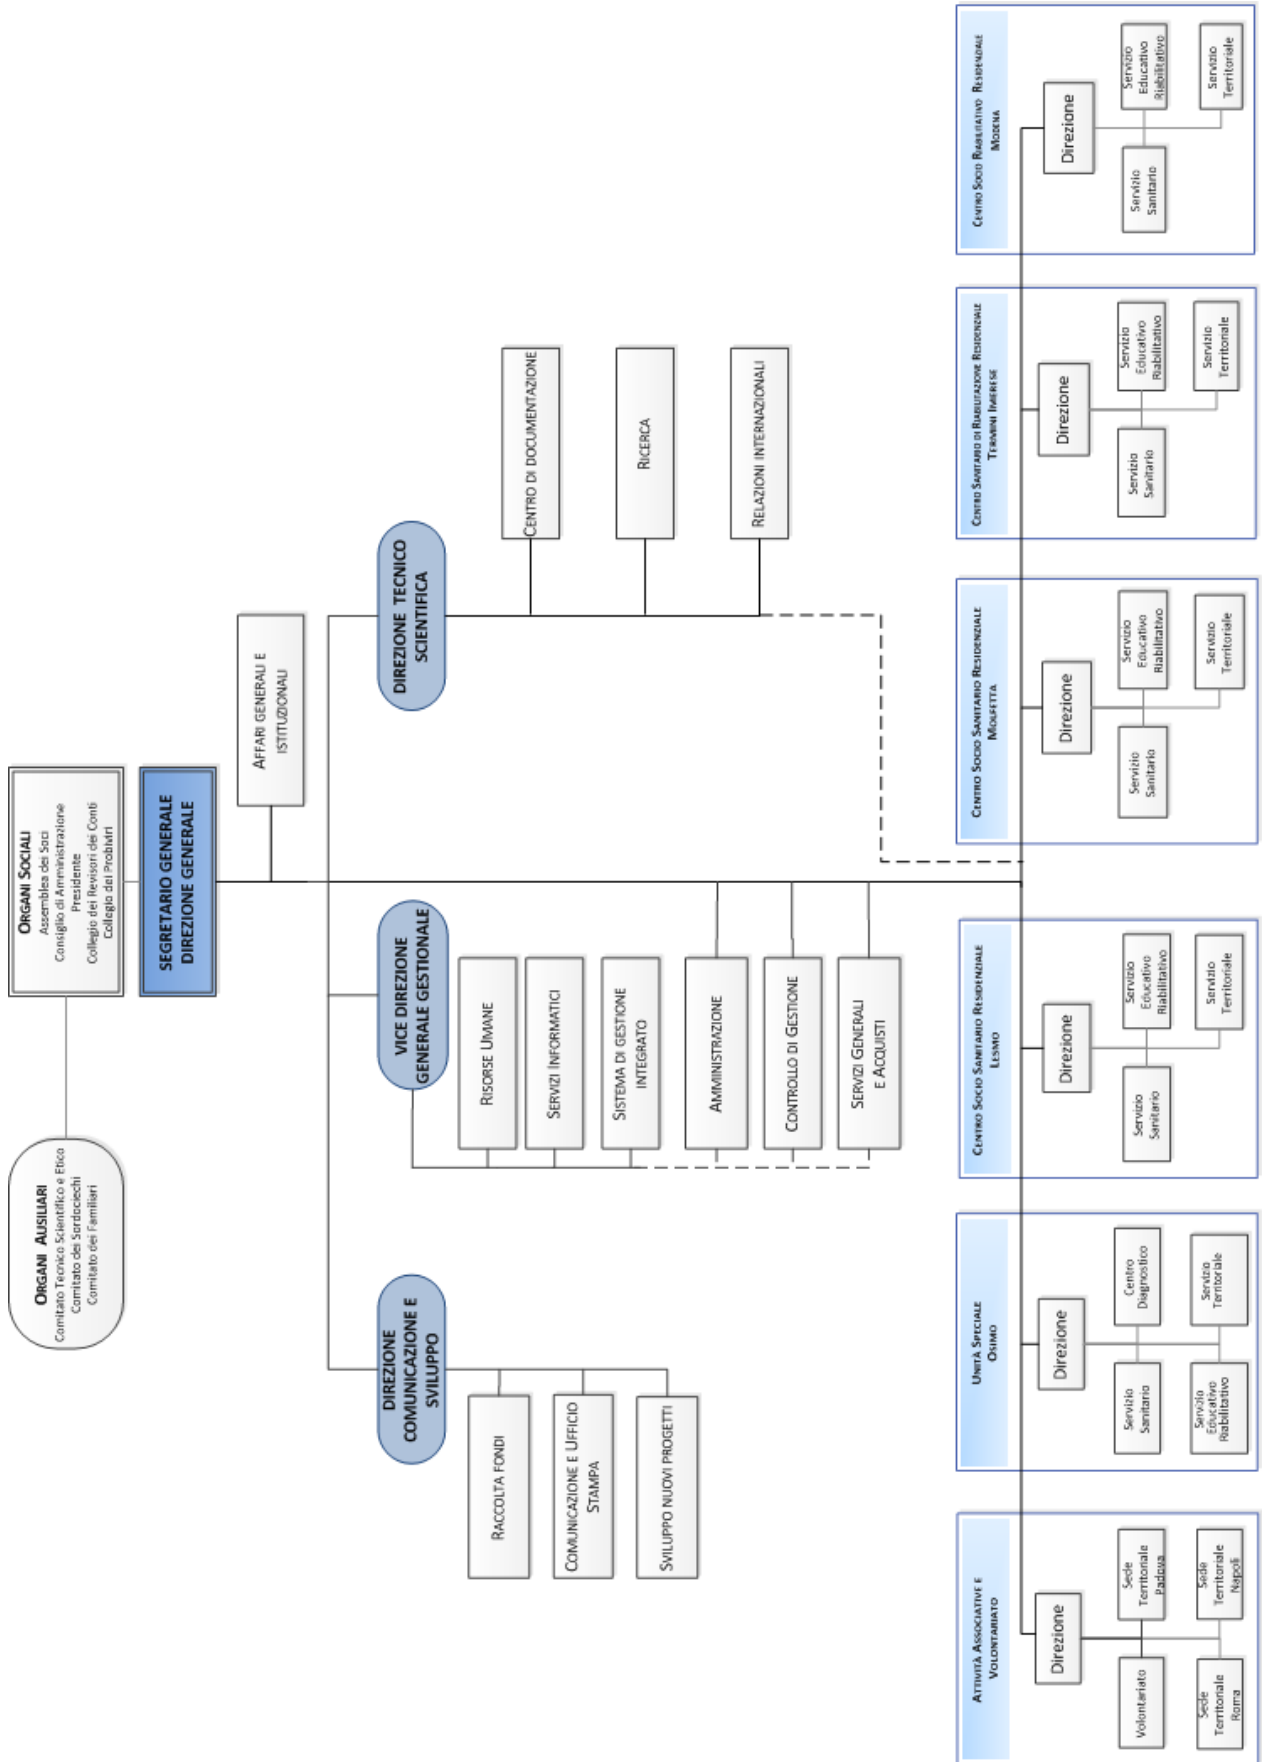 ORGANI SOCIALI
Assemblea dei Soci
Consiglio di Amministrazione
Presidente
Collegio dei Revisori dei Conti
Collegio dei Probiviri
ORGANI AUSILIARI
Comitato Tecnico Scientifico e Etico
Comitato dei Sordociechi
Comitato dei Familiari
SEGRETARIO GENERALE
DIREZIONE GENERALE
AFFARI GENERALI E
ISTITUZIONALI
DIREZIONE
COMUNICAZIONE E
SVILUPPO
RACCOLTA FONDI
COMUNICAZIONE E UFFICIO
STAMPA
SVILUPPO NUOVI PROGETTI
VICE DIREZIONE
GENERALE GESTIONALE
RISORSE UMANE
SERVIZI INFORMATICI
SISTEMA DI GESTIONE
INTEGRATO
AMMINISTRAZIONE
CONTROLLO DI GESTIONE
SERVIZI GENERALI
E ACQUISTI
DIREZIONE TECNICO
SCIENTIFICA
CENTRO DI DOCUMENTAZIONE
RICERCA
RELAZIONI INTERNAZIONALI
ATTIVITÀ ASSOCIATIVE E
VOLONTARIATO
Direzione
Volontariato
Sede
Territoriale
Padova
Sede
Territoriale
Roma
Sede
Territoriale
Napoli
UNITÀ SPECIALE
OSIMO
Direzione
Servizio
Sanitario
Centro
Diagnostico
Servizio
Educativo
Riabilitativo
Servizio
Territoriale
CENTRO SOCIO SANITARIO RESIDENZIALE
LESMO
Direzione
Servizio
Sanitario
Servizio
Educativo
Riabilitativo
Servizio
Territoriale
CENTRO SOCIO SANITARIO RESIDENZIALE
MOLFETTA
Direzione
Servizio
Sanitario
Servizio
Educativo
Riabilitativo
Servizio
Territoriale
CENTRO SANITARIO DI RIABILITAZIONE RESIDENZIALE
TERMINI IMERESE
Direzione
Servizio
Sanitario
Servizio
Educativo
Riabilitativo
Servizio
Territoriale
CENTRO SOCIO RIABILITATIVO RESIDENZIALE
MODENA
Direzione
Servizio
Sanitario
Servizio
Educativo
Riabilitativo
Servizio
Territoriale